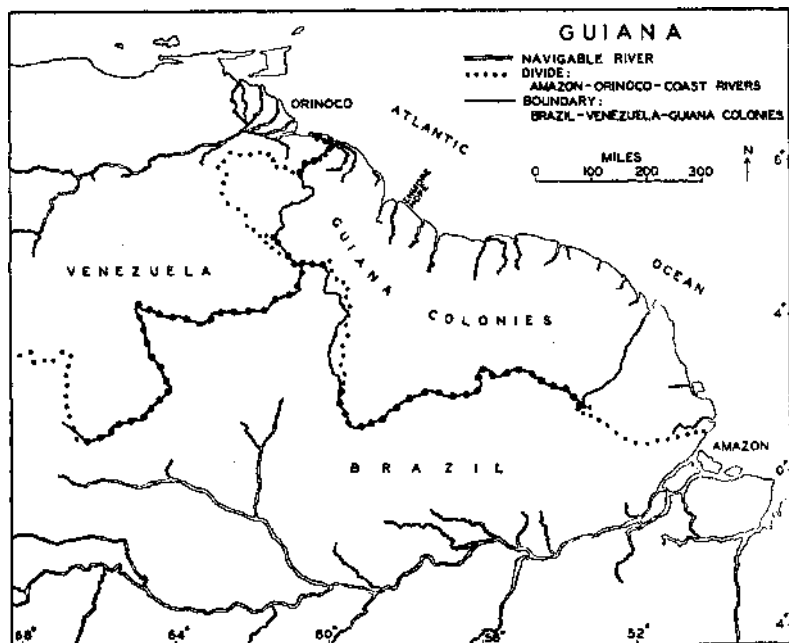 GUIANA
NAVIGABLE RIVER
DIVIDE:
AMAZON-ORINOCO-COAST RIVERS
BOUNDARY:
BRAZIL-VENEZUELA-GUIANA COLONIES
N
MILES
0 100 200 300
ORINOCO
ATLANTIC
OCEAN
VENEZUELA
GUIANA
COLONIES
BRAZIL
AMAZON
8°
4°
0°
4°
68° 64° 60° 56° 52°